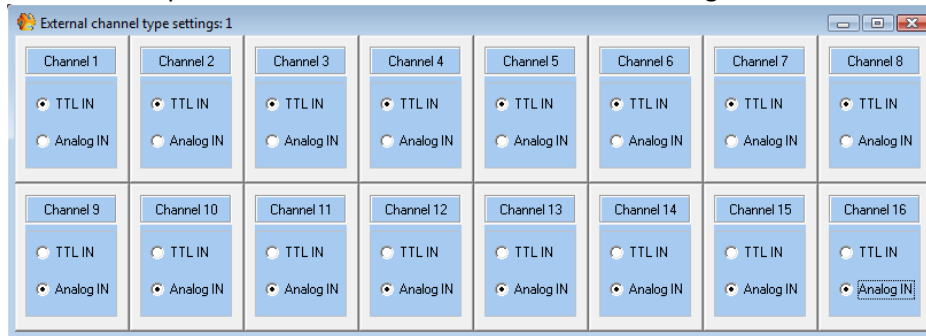 External channel type settings: 1
Channel 1 Channel 2 Channel 3 Channel 4 Channel 5 Channel 6 Channel 7 Channel 8
TTL IN TTL IN TTL IN TTL IN TTL IN TTL IN TTL IN TTL IN
Analog IN Analog IN Analog IN Analog IN Analog IN Analog IN Analog IN Analog IN
Channel 9 Channel 10 Channel 11 Channel 12 Channel 13 Channel 14 Channel 15 Channel 16
TTL IN TTL IN TTL IN TTL IN TTL IN TTL IN TTL IN TTL IN
Analog IN Analog IN Analog IN Analog IN Analog IN Analog IN Analog IN Analog IN